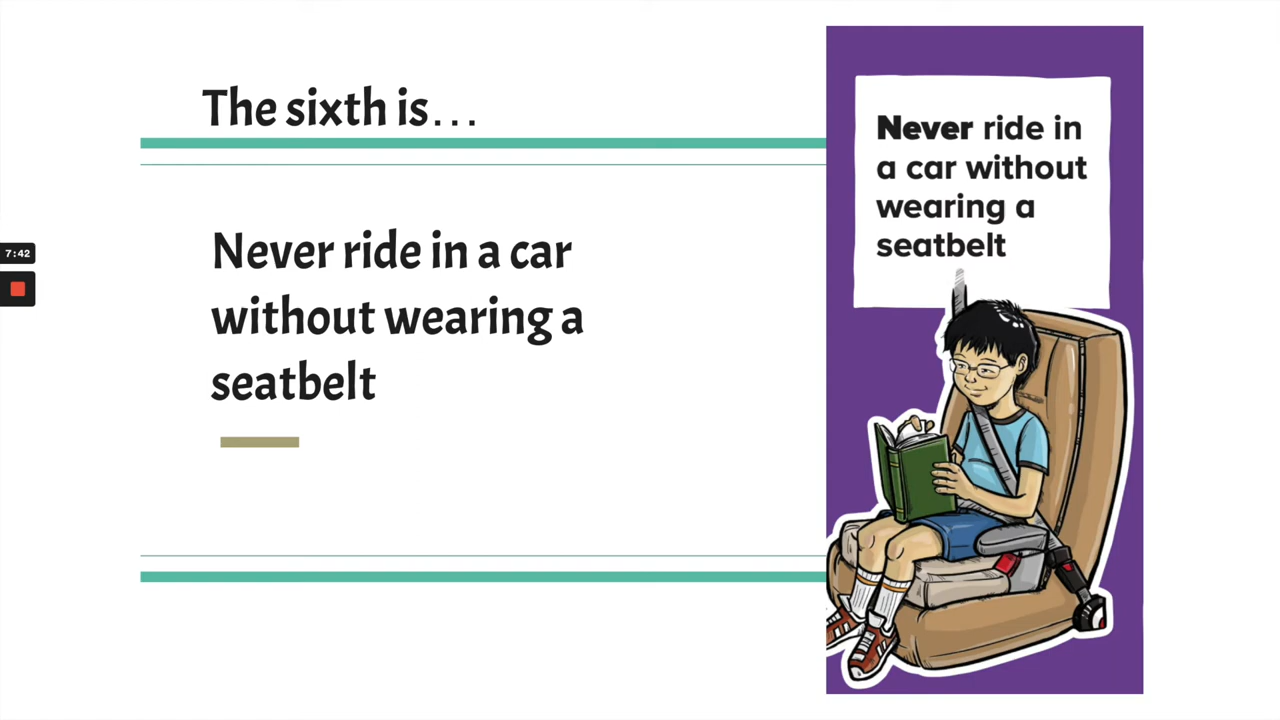 The sixth is...
Never ride in a car
without wearing a
seatbelt
Never ride in
a car without
wearing a
seatbelt
7:42